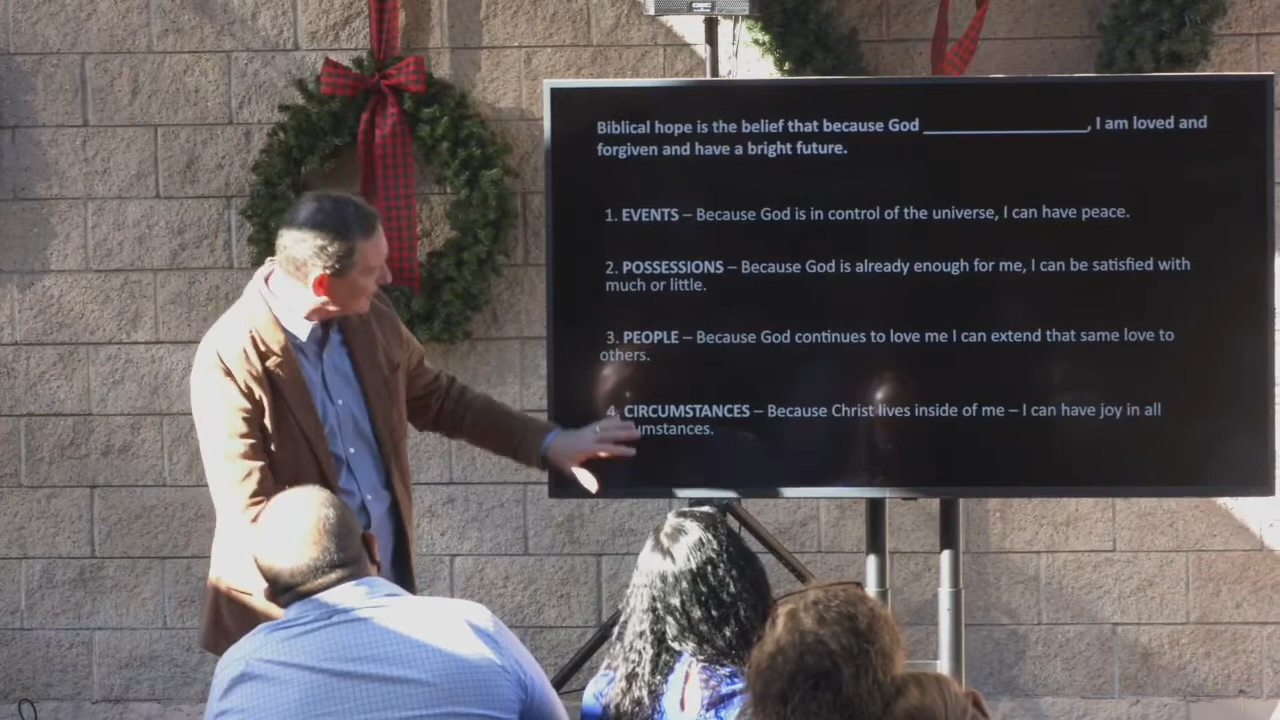 Biblical hope is the belief that because God ______________, I am loved and
forgiven and have a bright future.
1. EVENTS – Because God is in control of the universe, I can have peace.
2. POSSESSIONS – Because God is already enough for me, I can be satisfied with
much or little.
3. PEOPLE – Because God continues to love me I can extend that same love to
others.
4. CIRCUMSTANCES – Because Christ lives inside of me – I can have joy in all
umstances.